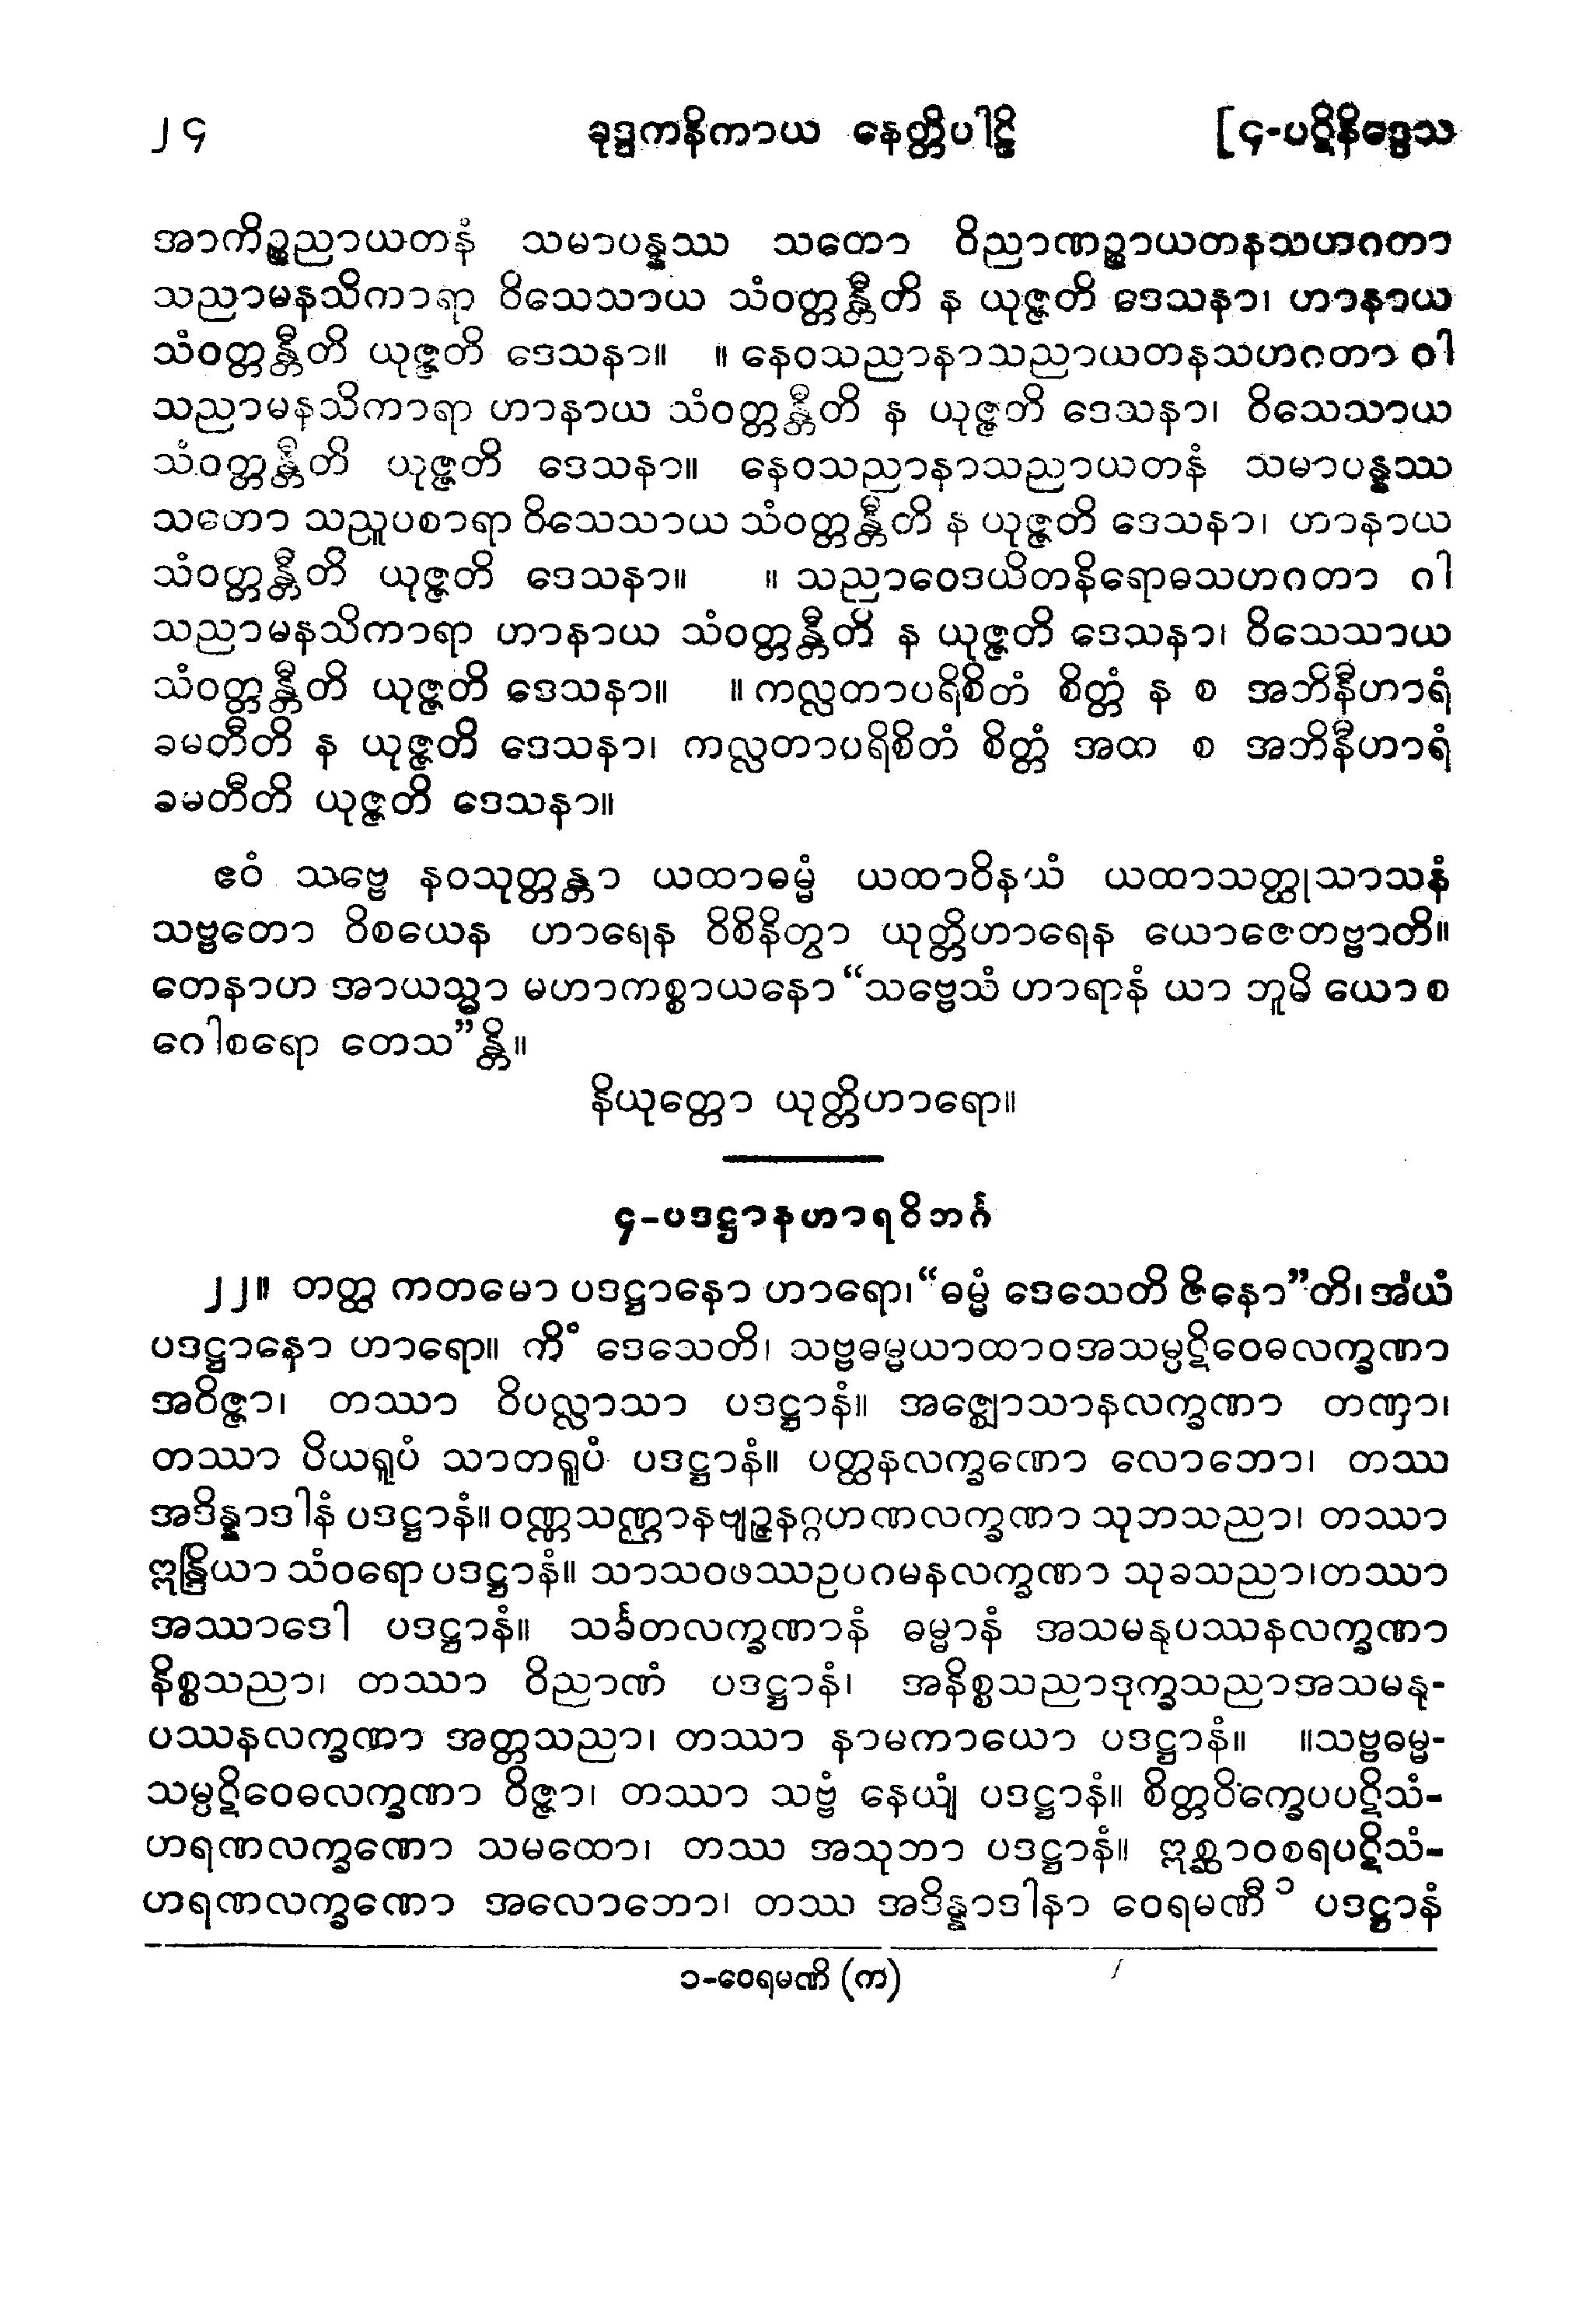 ၂၄ ခုဒ္ဒကနိကာယ နေတ္တိပါဠိ [၄-ပဋိနိဒ္ဒေသ
အာကိဉ္စညာယတနံ သမာပန္နဿ သတော ဝိညာဏဉ္စာယတနသဟဂတာ
သညာမနသိကာရာ ဝိသေသာယ သံဝတ္တန္တီတိ န ယုဇ္ဇတိ ဒေသနာ၊ ဟာနာယ
သံဝတ္တန္တီတိ ယုဇ္ဇတိ ဒေသနာ။ ။ နေဝသညာနာသညာယတနသဟဂတာ ဝါ
သညာမနသိကာရာ ဟာနာယ သံဝတ္တန္တီတိ န ယုဇ္ဇတိ ဒေသနာ၊ ဝိသေသာယ
သံဝတ္တန္တီတိ ယုဇ္ဇတိ ဒေသနာ။ နေဝသညာနာသညာယတနံ သမာပန္နဿ
သတော သညူပစာရာ ဝိသေသာယ သံဝတ္တန္တီတိ န ယုဇ္ဇတိ ဒေသနာ၊ ဟာနာယ
သံဝတ္တန္တီတိ ယုဇ္ဇတိ ဒေသနာ။ ။ သညာဝေဒယိတနိရောဓသဟဂတာ ဝါ
သညာမနသိကာရာ ဟာနာယ သံဝတ္တန္တီတိ န ယုဇ္ဇတိ ဒေသနာ၊ ဝိသေသာယ
သံဝတ္တန္တီတိ ယုဇ္ဇတိ ဒေသနာ။ ။ ကလ္လတာပရိစိတံ စိတ္တံ န စ အဘိနီဟာရံ
ခမတီတိ န ယုဇ္ဇတိ ဒေသနာ၊ ကလ္လတာပရိစိတံ စိတ္တံ အထ စ အဘိနီဟာရံ
ခမတီတိ ယုဇ္ဇတိ ဒေသနာ။
ဧဝံ သဗ္ဗေ နဝသုတ္တန္တာ ယထာဓမ္မံ ယထာဝိနယံ ယထာသတ္ထုသာသနံ
သဗ္ဗတော ဝိစယေန ဟာရေန ဝိစိနိတွာ ယုတ္တိဟာရေန ယောဇေတဗ္ဗာတိ။
တေနာဟ အာယသ္မာ မဟာကစ္စာယနော “သဗ္ဗေသံ ဟာရာနံ ယာ ဘူမိ ယော စ
ဂေါစရော တေသ”န္တိ။
နိယုတ္တော ယုတ္တိဟာရော။
၄-ပဒဋ္ဌာနဟာရဝိဘင်္ဂ
၂၂။ တတ္ထ ကတမော ပဒဋ္ဌာနော ဟာရော၊ “ဓမ္မံ ဒေသေတိ ဇိနော”တိ၊ အယံ
ပဒဋ္ဌာနော ဟာရော။ ကိံ ဒေသေတိ၊ သဗ္ဗဓမ္မယာထာဝအသမ္ပဋိဝေဓလက္ခဏာ
အဝိဇ္ဇာ၊ တဿာ ဝိပလ္လာသာ ပဒဋ္ဌာနံ။ အဇ္ဈောသာနလက္ခဏာ တဏှာ၊
တဿာ ပိယရူပံ သာတရူပံ ပဒဋ္ဌာနံ။ ပတ္ထနလက္ခဏော လောဘော၊ တဿ
အဒိန္နာဒါနံ ပဒဋ္ဌာနံ။ ဝဏ္ဏသဏ္ဌာနဗျဉ္ဇနဂ္ဂဟဏလက္ခဏာ သုဘသညာ၊ တဿာ
ဣန္ဒြိယာ သံဝရော ပဒဋ္ဌာနံ။ သာသဝဖဿဥပဂမနလက္ခဏာ သုခသညာ၊ တဿာ
အဿာဒေါ ပဒဋ္ဌာနံ။ သင်္ခတလက္ခဏာနံ ဓမ္မာနံ အသမနုပဿနလက္ခဏာ
နိစ္စသညာ၊ တဿာ ဝိညာဏံ ပဒဋ္ဌာနံ၊ အနိစ္စသညာဒုက္ခသညာအသမနု-
ပဿနလက္ခဏာ အတ္တသညာ၊ တဿာ နာမကာယော ပဒဋ္ဌာနံ။ ။သဗ္ဗဓမ္မ-
သမ္ပဋိဝေဓလက္ခဏာ ဝိဇ္ဇာ၊ တဿာ သဗ္ဗံ နေယျံ ပဒဋ္ဌာနံ။ စိတ္တဝိက္ခေပပဋိသံ-
ဟရဏလက္ခဏော သမထော၊ တဿ အသုဘာ ပဒဋ္ဌာနံ။ ဣစ္ဆာဝစရပဋိသံ-
ဟရဏလက္ခဏော အလောဘော၊ တဿ အဒိန္နာဒါနာ ဝေရမဏီ ၁ ပဒဋ္ဌာနံ
၁-ဝေရမဏိ (က)